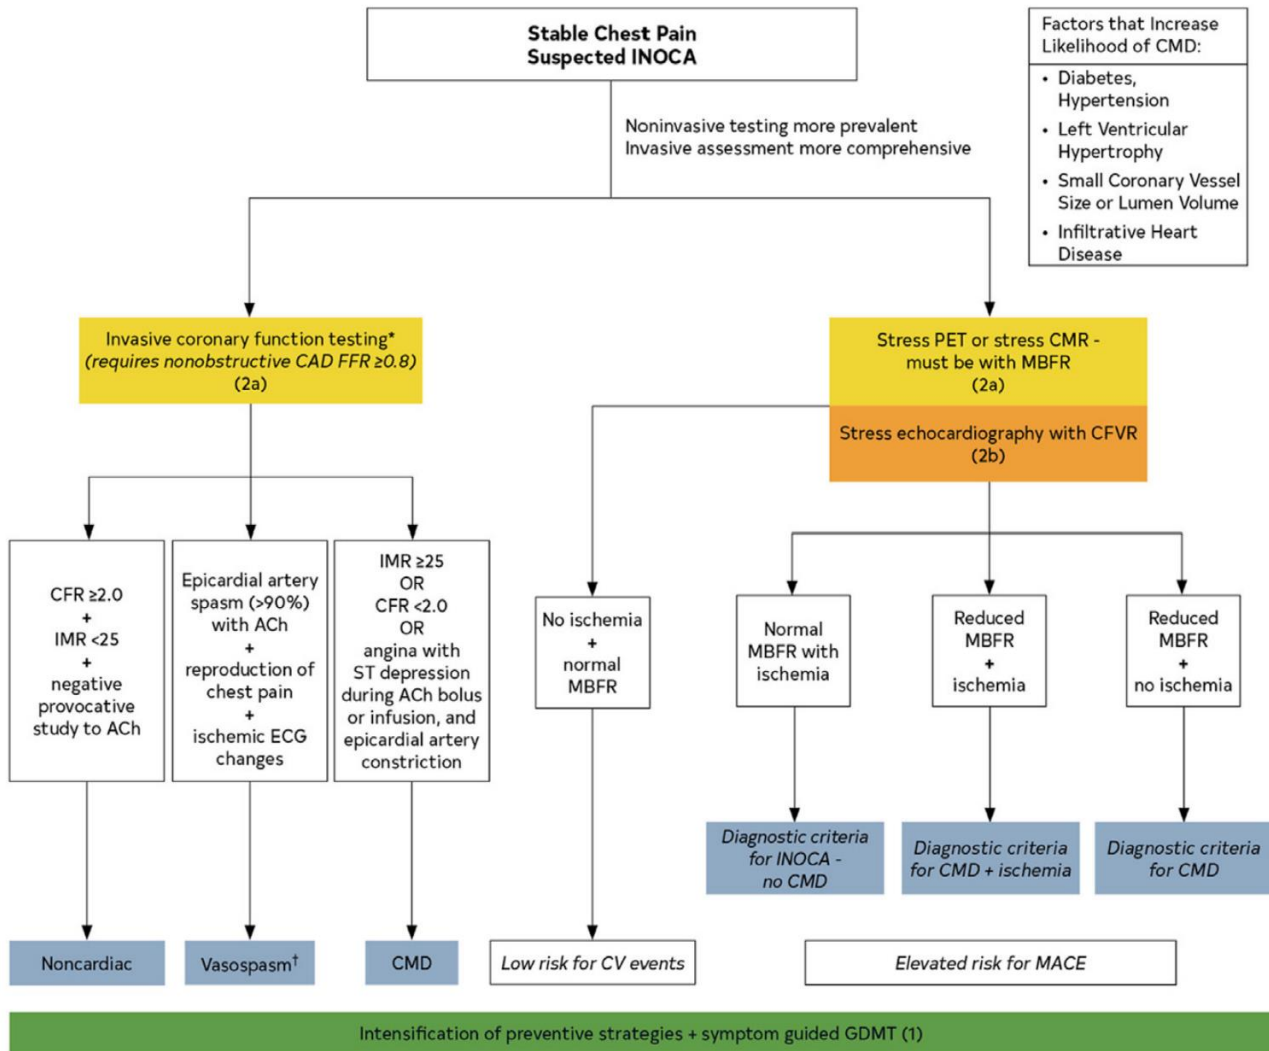 Stable Chest Pain
Suspected INOCA
Factors that Increase
Likelihood of CMD:
• Diabetes,
Hypertension
• Left Ventricular
Hypertrophy
• Small Coronary Vessel
Size or Lumen Volume
• Infiltrative Heart
Disease
Noninvasive testing more prevalent
Invasive assessment more comprehensive
Invasive coronary function testing*
(requires nonobstructive CAD FFR ≥0.8)
(2a)
Stress PET or stress CMR -
must be with MBFR
(2a)
Stress echocardiography with CFVR
(2b)
CFR ≥2.0
+
IMR <25
+
negative
provocative
study to ACh
Epicardial artery
spasm (>90%)
with ACh
+
reproduction of
chest pain
+
ischemic ECG
changes
IMR ≥25
OR
CFR <2.0
OR
angina with
ST depression
during ACh bolus
or infusion, and
epicardial artery
constriction
No ischemia
+
normal
MBFR
Normal
MBFR with
ischemia
Reduced
MBFR
+
ischemia
Reduced
MBFR
+
no ischemia
Diagnostic criteria
for INOCA -
no CMD
Diagnostic criteria
for CMD + ischemia
Diagnostic criteria
for CMD
Noncardiac
Vasospasm†
CMD
Low risk for CV events
Elevated risk for MACE
Intensification of preventive strategies + symptom guided GDMT (1)